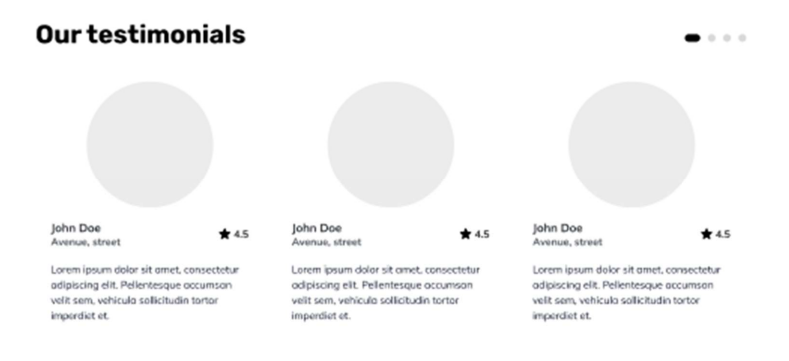 Our testimonials
John Doe
Avenue, street
4.5
Lorem ipsum dolor sit amet, consectetur
adipiscing elit. Pellentesque accumsan
velit sem, vehicula sollicitudin tortor
imperdiet et.
John Doe
Avenue, street
4.5
Lorem ipsum dolor sit amet, consectetur
adipiscing elit. Pellentesque accumsan
velit sem, vehicula sollicitudin tortor
imperdiet et.
John Doe
Avenue, street
4.5
Lorem ipsum dolor sit amet, consectetur
adipiscing elit. Pellentesque accumsan
velit sem, vehicula sollicitudin tortor
imperdiet et.